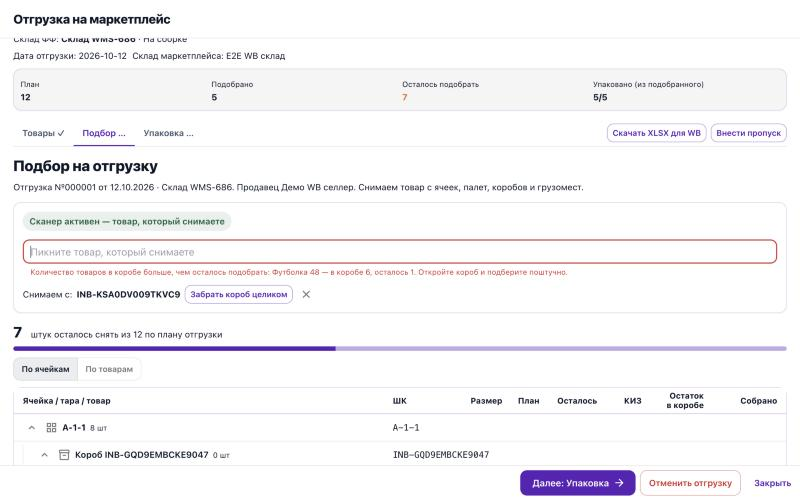 Отгрузка на маркетплейс
Склад ФФ: Склад WMS-686 · На сборке
Дата отгрузки: 2026-10-12 Склад маркетплейса: E2E WB склад
План
Подобрано
Осталось подобрать
Упаковано (из подобранного)
12
5
7
5/5
Товары ✓
Подбор ...
Упаковка ...
Скачать XLSX для WB
Внести пропуск
Подбор на отгрузку
Отгрузка №000001 от 12.10.2026 · Склад WMS-686. Продавец Демо WB селлер. Снимаем товар с ячеек, палет, коробов и грузомест.
Сканер активен — товар, который снимаете
Пикните товар, который снимаете
Количество товаров в коробе больше, чем осталось подобрать: Футболка 48 — в коробе 6, осталось 1. Откройте короб и подберите поштучно.
Снимаем с: INB-KSA0DV009TKVC9
Забрать короб целиком
7 штук осталось снять из 12 по плану отгрузки
По ячейкам
По товарам
Ячейка / тара / товар
ШК
Размер
План
Осталось
КИЗ
Остаток
в коробе
Собрано
A-1-1 8 шт
A-1-1
Короб INB-GQD9EMBCKE9047 0 шт
INB-GQD9EMBCKE9047
Далее: Упаковка →
Отменить отгрузку
Закрыть